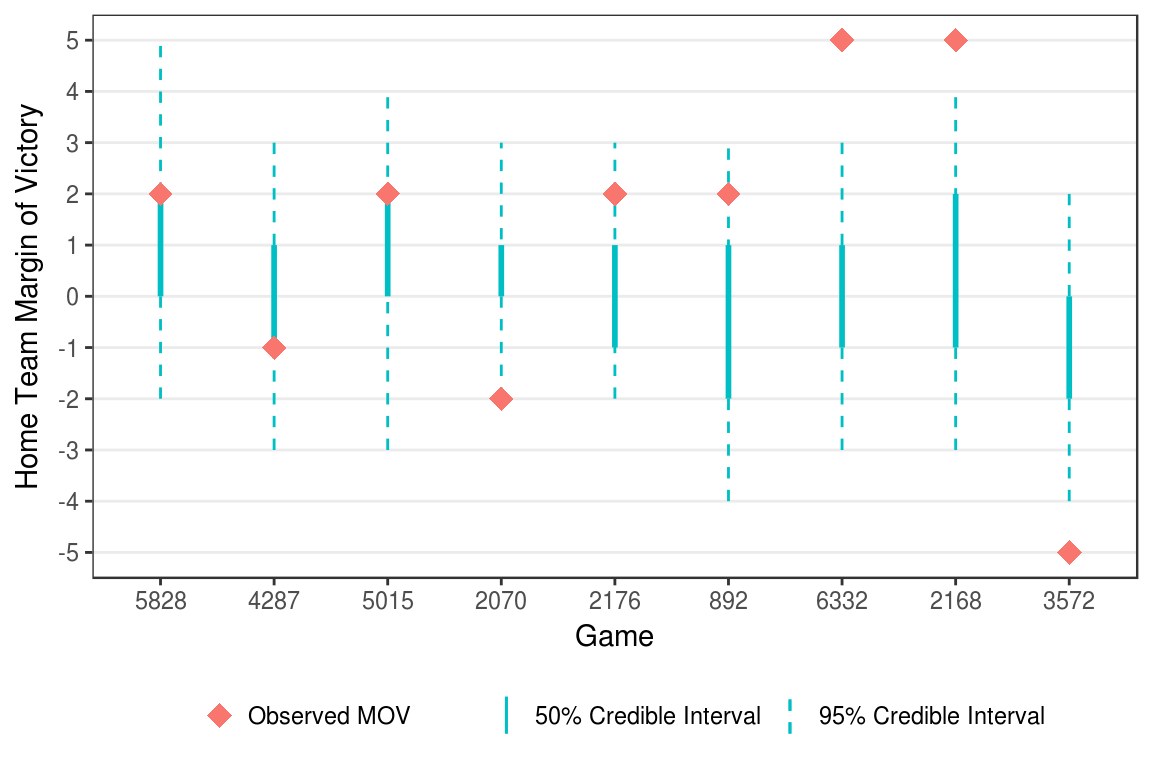 Home Team Margin of Victory
5
4
3
2
1
0
-1
-2
-3
-4
-5
5828 4287 5015 2070 2176 892 6332 2168 3572
Game
Observed MOV 50% Credible Interval 95% Credible Interval